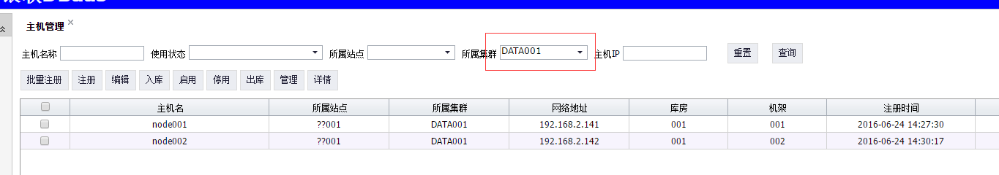 主机管理
主机名称 使用状态 所属站点 所属集群 DATA001 主机IP 重置 查询
批量注册 注册 编辑 入库 启用 停用 出库 管理 详情
主机名 所属站点 所属集群 网络地址 库房 机架 注册时间
node001 ??001 DATA001 192.168.2.141 001 001 2016-06-24 14:27:30
node002 ??001 DATA001 192.168.2.142 001 002 2016-06-24 14:30:17